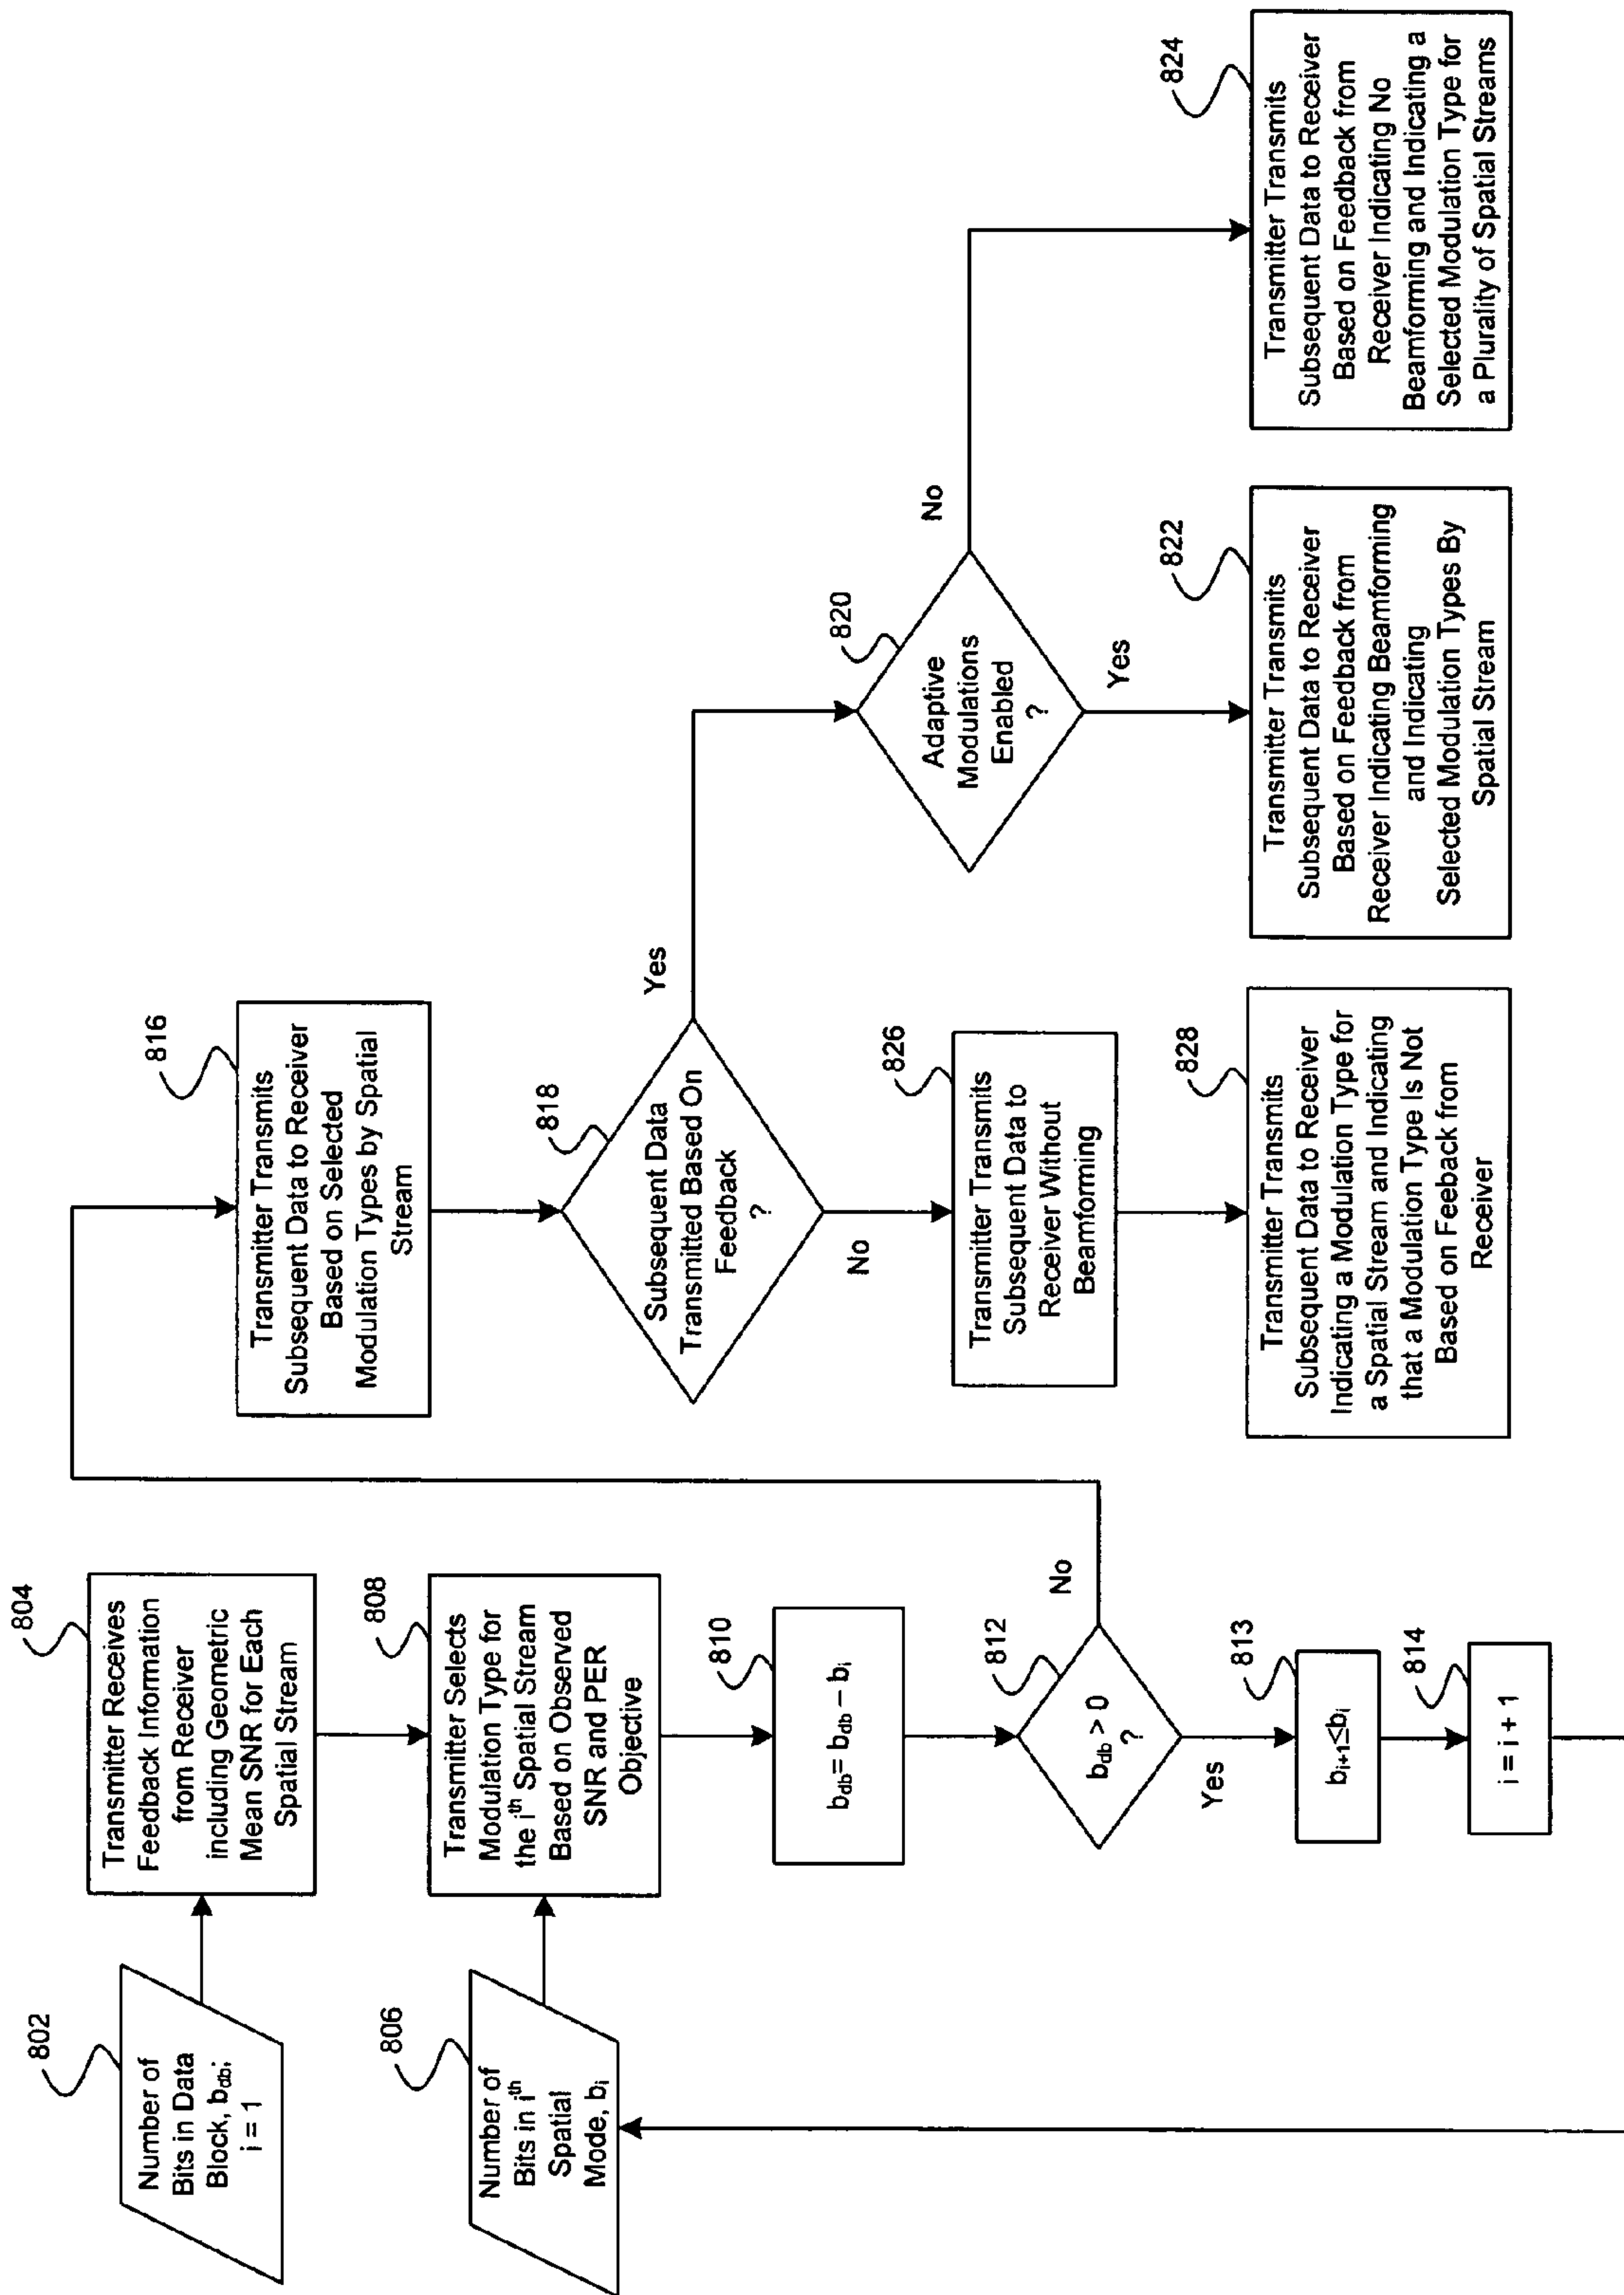 802
Number of
Bits in Data
Block, b_db;
i = 1
804
Transmitter Receives
Feedback Information
from Receiver
including Geometric
Mean SNR for Each
Spatial Stream
806
Number of
Bits in i^th
Spatial
Mode, b_i
808
Transmitter Selects
Modulation Type for
the i^th Spatial Stream
Based on Observed
SNR and PER
Objective
810
b_db = b_db – b_i
812
b_db > 0
?
No
Yes
813
b_i+1≤b_i
814
i = i + 1
816
Transmitter Transmits
Subsequent Data to Receiver
Based on Selected
Modulation Types by Spatial
Stream
818
Subsequent Data
Transmitted Based On
Feedback
?
Yes
No
820
Adaptive
Modulations
Enabled
?
No
Yes
826
Transmitter Transmits
Subsequent Data to
Receiver Without
Beamforming
828
Transmitter Transmits
Subsequent Data to Receiver
Indicating a Modulation Type for
a Spatial Stream and Indicating
that a Modulation Type Is Not
Based on Feeback from
Receiver
822
Transmitter Transmits
Subsequent Data to Receiver
Based on Feedback from
Receiver Indicating Beamforming
and Indicating
Selected Modulation Types By
Spatial Stream
824
Transmitter Transmits
Subsequent Data to Receiver
Based on Feedback from
Receiver Indicating No
Beamforming and Indicating a
Selected Modulation Type for
a Plurality of Spatial Streams